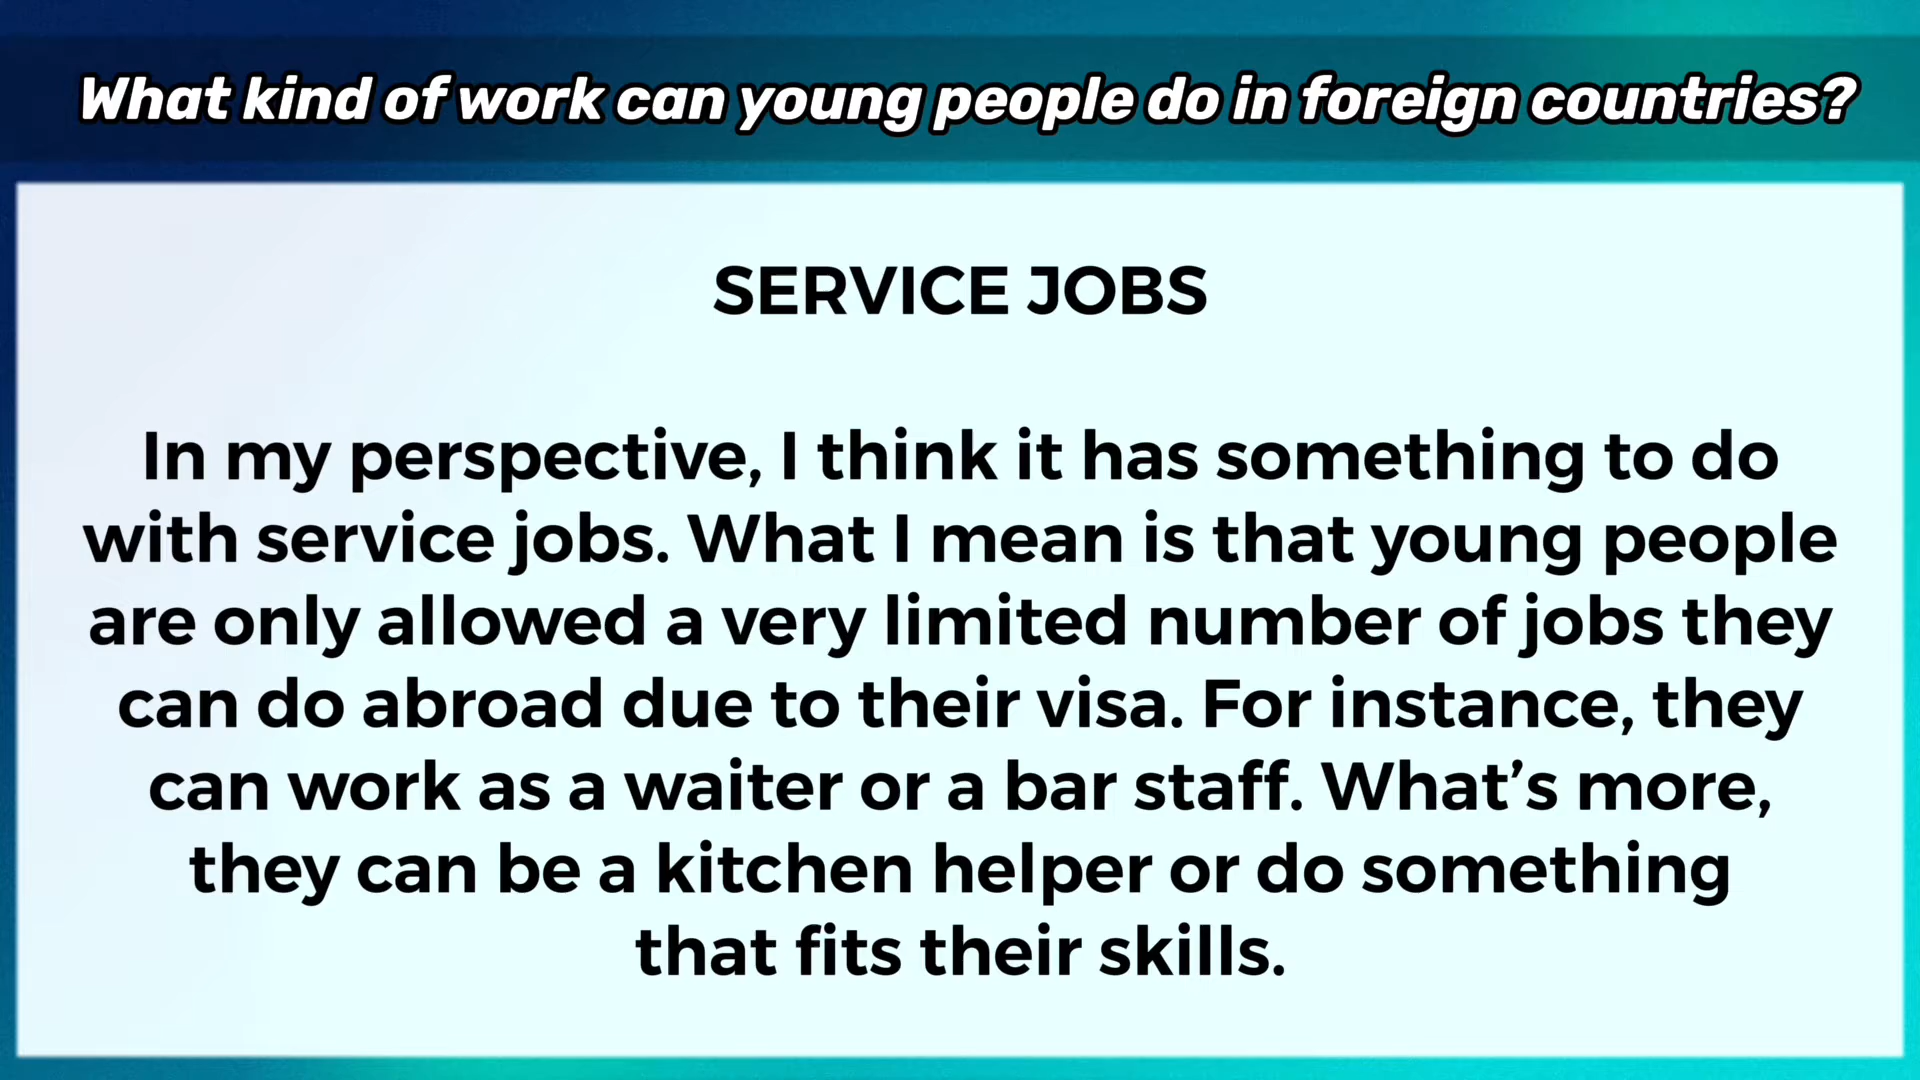 What kind of work can young people do in foreign countries?
SERVICE JOBS
In my perspective, I think it has something to do
with service jobs. What I mean is that young people
are only allowed a very limited number of jobs they
can do abroad due to their visa. For instance, they
can work as a waiter or a bar staff. What’s more,
they can be a kitchen helper or do something
that fits their skills.